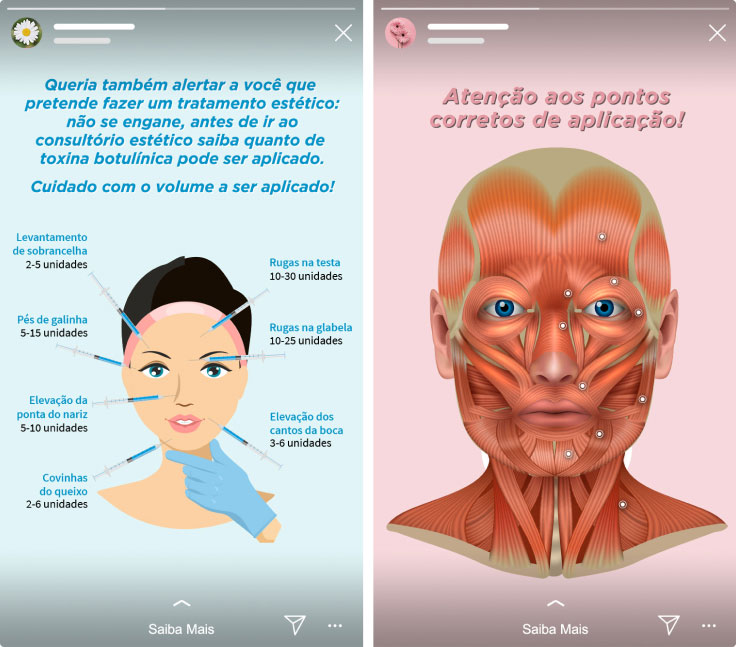 Queria também alertar a você que
pretende fazer um tratamento estético:
não se engane, antes de ir ao
consultório estético saiba quanto de
toxina botulínica pode ser aplicado.
Cuidado com o volume a ser aplicado!
Levantamento
de sobrancelha
2-5 unidades
Rugas na testa
10-30 unidades
Pés de galinha
5-15 unidades
Rugas na glabela
10-25 unidades
Elevação da
ponta do nariz
5-10 unidades
Elevação dos
cantos da boca
3-6 unidades
Covinhas
do queixo
2-6 unidades
Saiba Mais
Atenção aos pontos
corretos de aplicação!
Saiba Mais